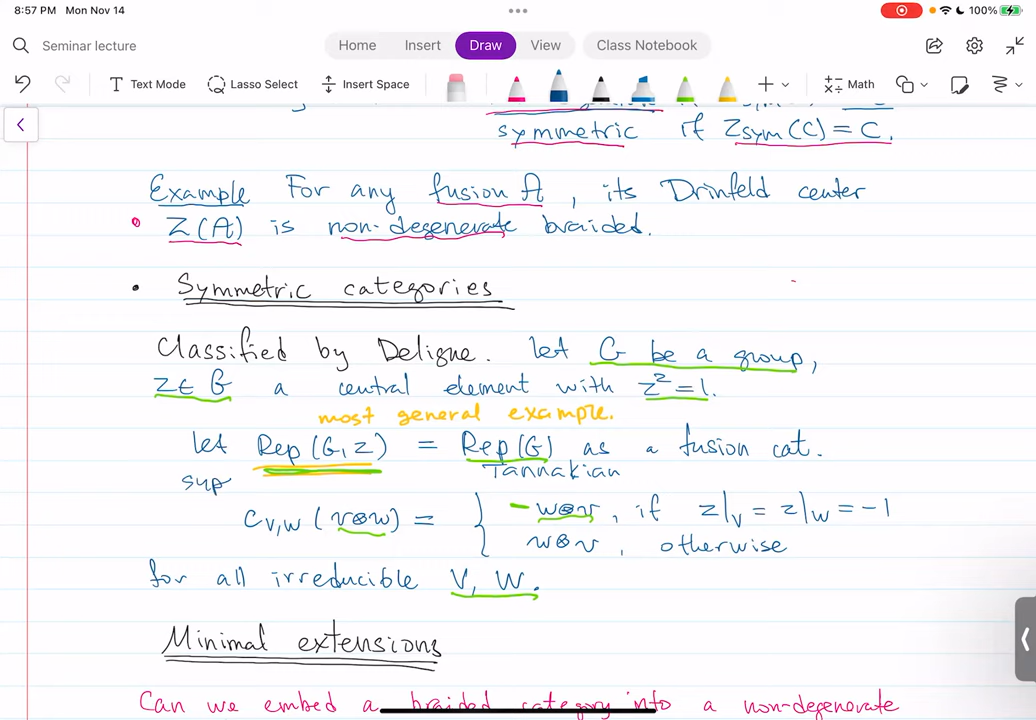 8:57 PM Mon Nov 14
100%
Seminar lecture
Home Insert Draw View Class Notebook
Text Mode Lasso Select Insert Space Math
symmetric if Zsym(C) = C.
Example For any fusion A, its Drinfeld center
Z(A) is non-degenerate braided.
• Symmetric categories
Classified by Deligne. Let G be a group,
z ∈ G a central element with z² = 1.
most general example.
let Rep(G,z) = Rep(G) as a fusion cat.
Tannakian
sup
c_{V,W}(v⊗w) = { -w⊗v, if z|_V = z|_W = -1
w⊗v, otherwise
for all irreducible V, W.
Minimal extensions
Can we embed a braided category into a non-degenerate